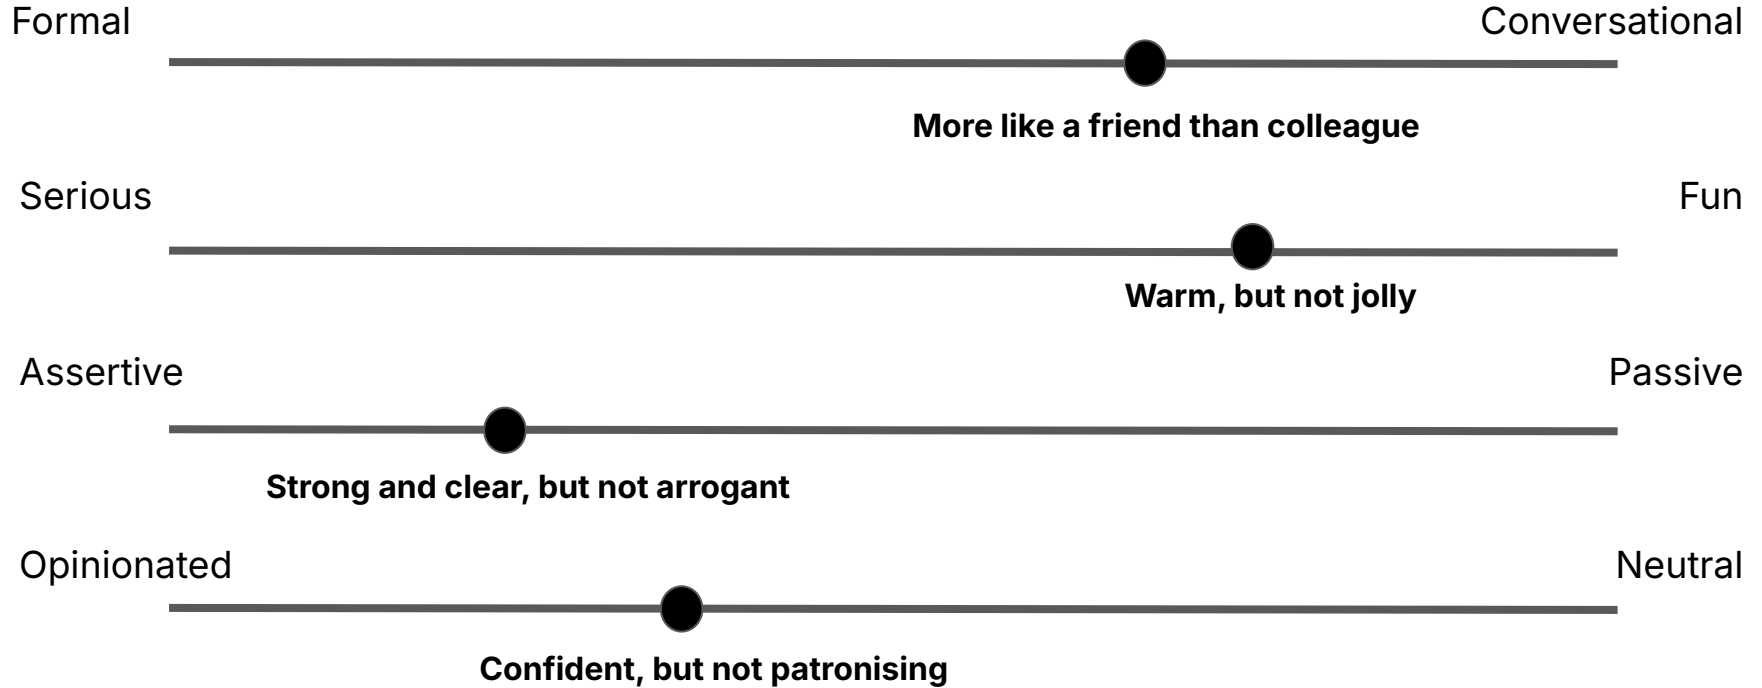 Formal
Conversational
More like a friend than colleague
Serious
Fun
Warm, but not jolly
Assertive
Passive
Strong and clear, but not arrogant
Opinionated
Neutral
Confident, but not patronising